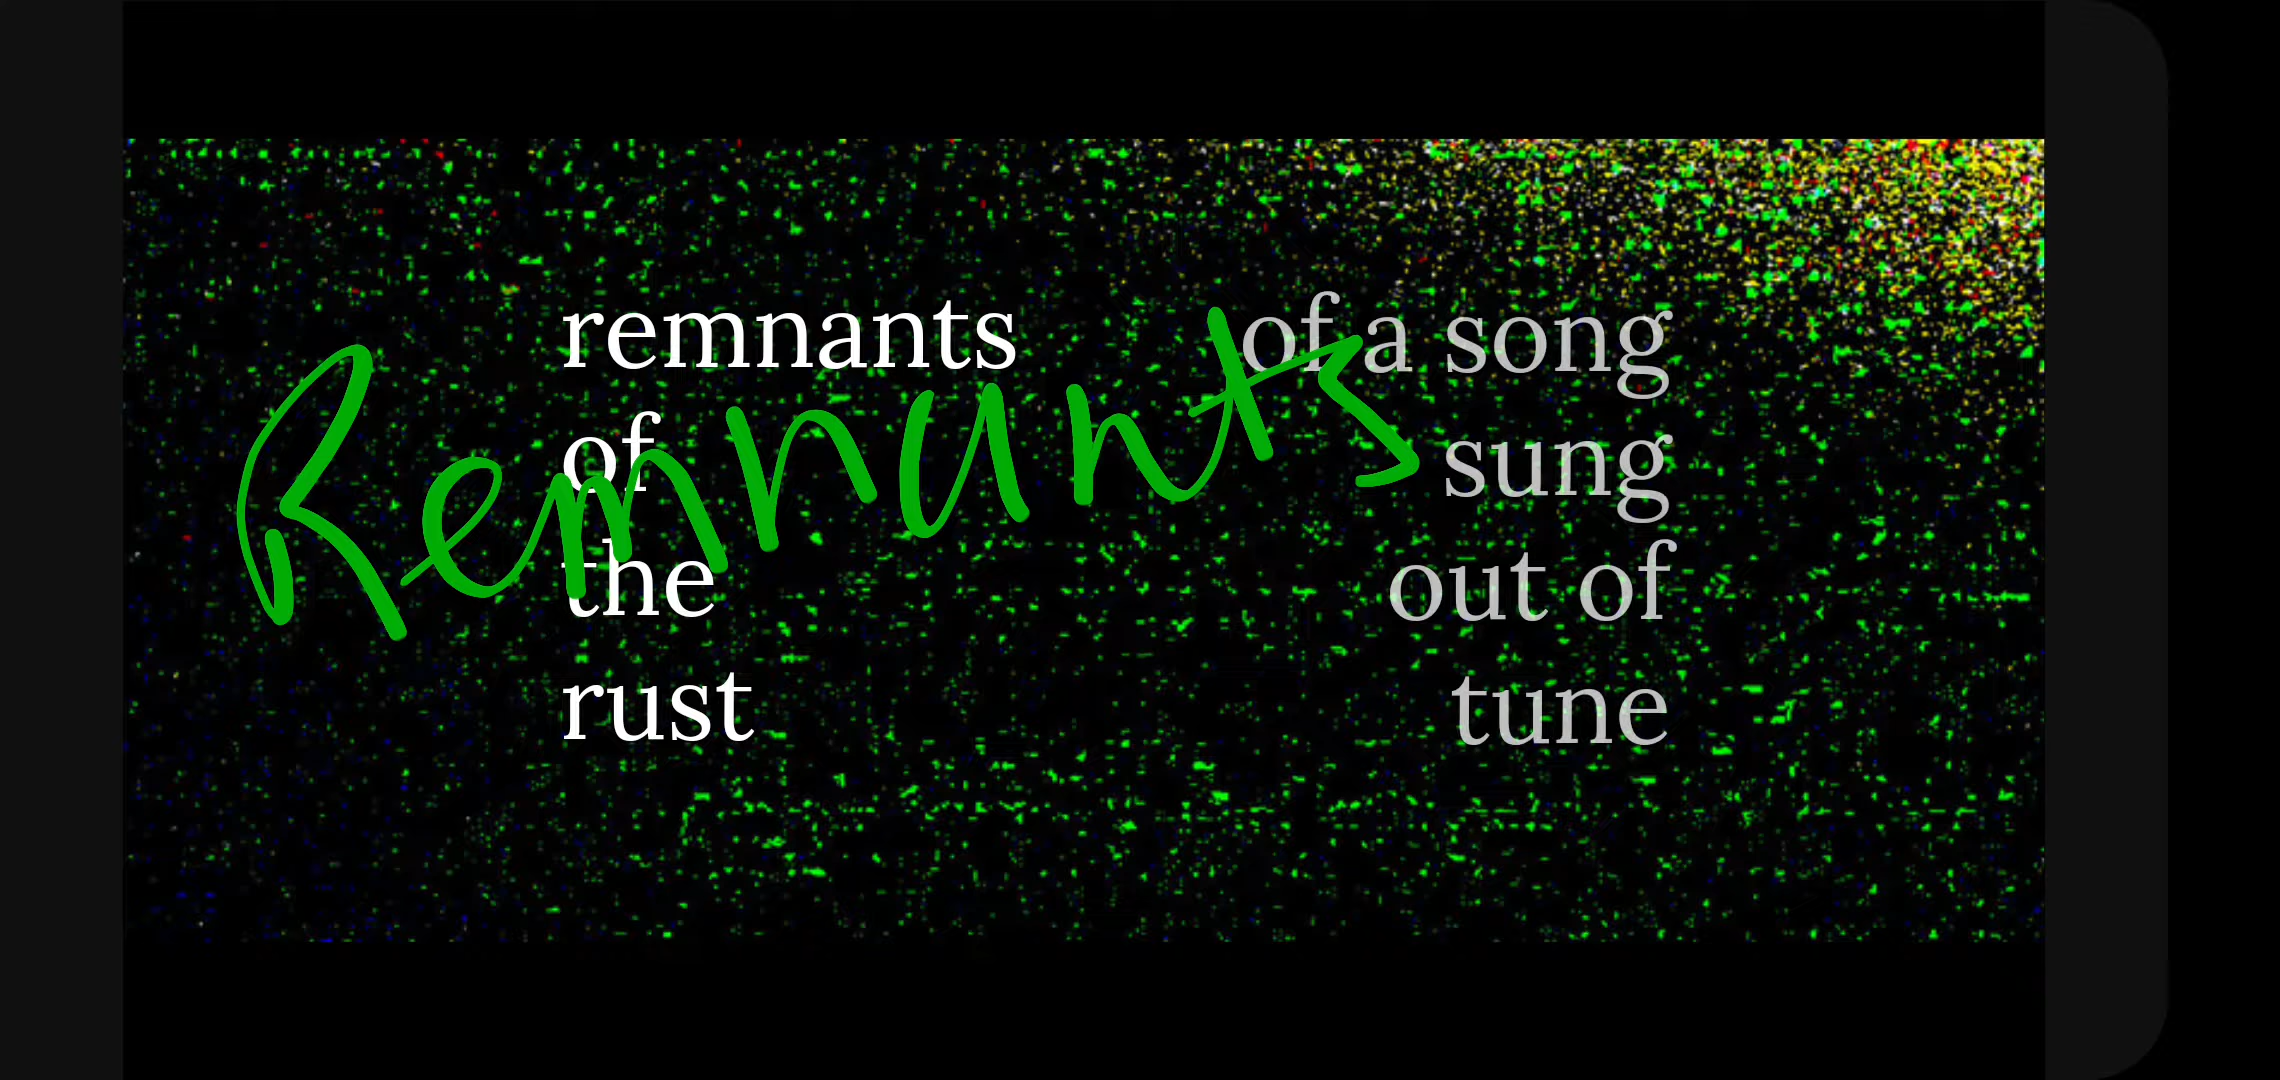 remnants
of
the
rust
of a song
sung
out of
tune
Remnants